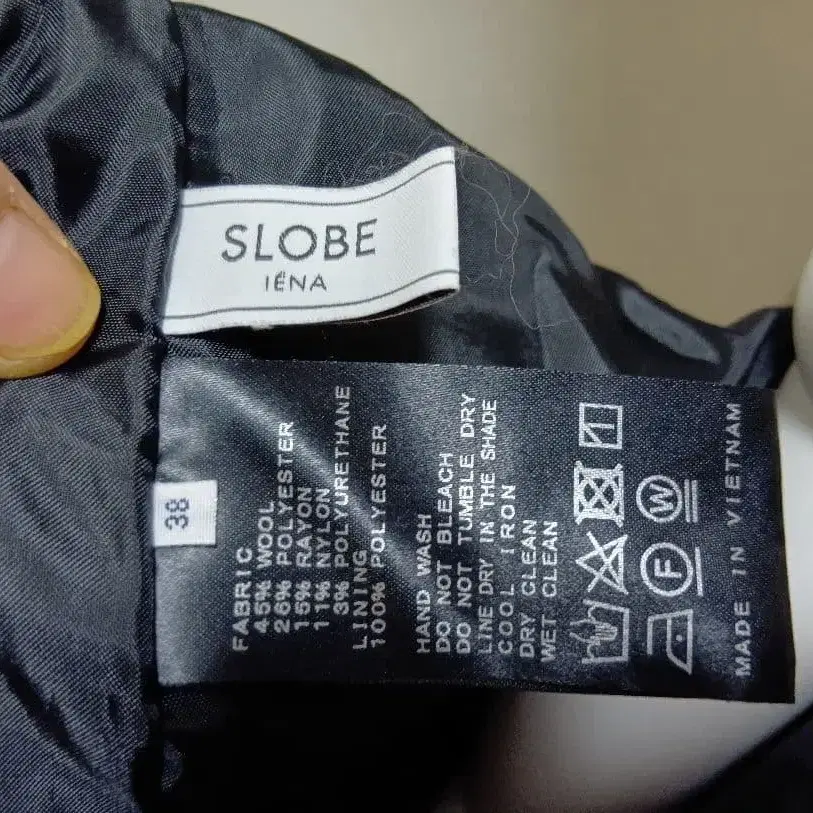 SLOBE
IÉNA
38
FABRIC
45% WOOL
26% POLYESTER
15% RAYON
11% NYLON
3% POLYURETHANE
LINING
100% POLYESTER
HAND WASH
DO NOT BLEACH
DO NOT TUMBLE DRY
LINE DRY IN THE SHADE
COOL IRON
DRY CLEAN
WET CLEAN
F
W
MADE IN VIETNAM